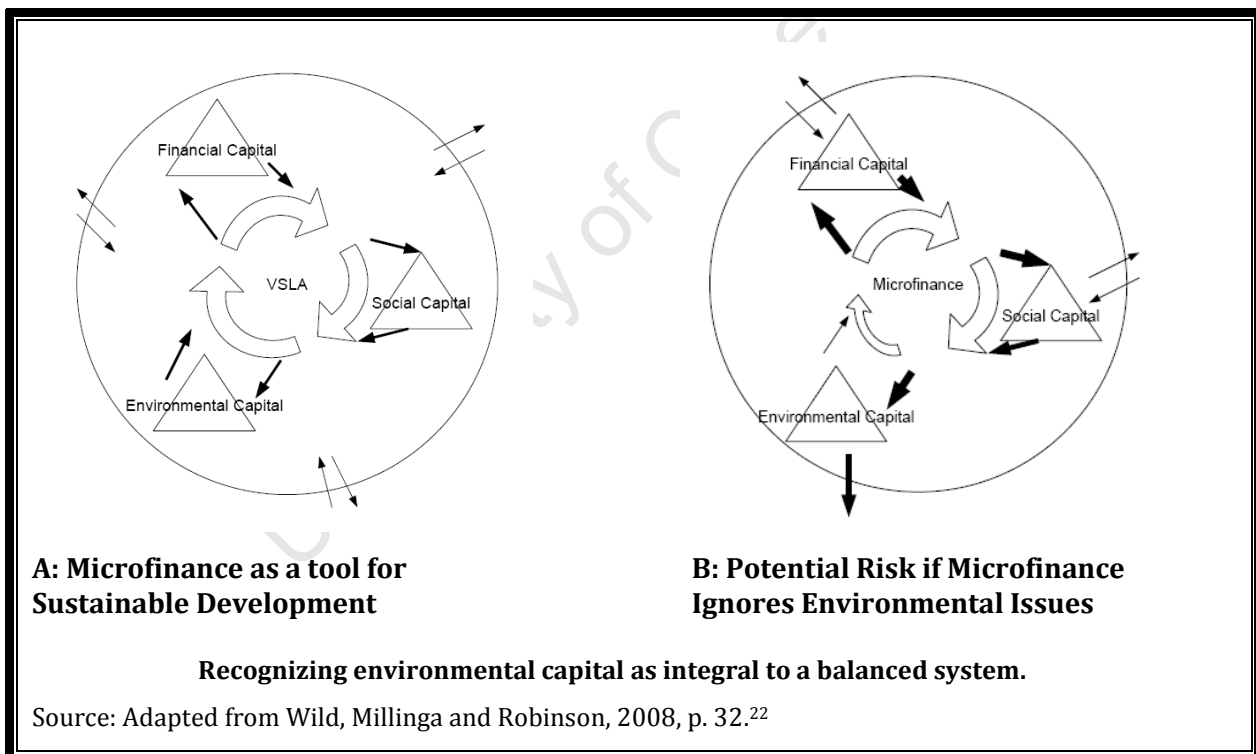 Financial Capital
VSLA
Social Capital
Environmental Capital
Financial Capital
Microfinance
Social Capital
Environmental Capital
A: Microfinance as a tool for
Sustainable Development
B: Potential Risk if Microfinance
Ignores Environmental Issues
Recognizing environmental capital as integral to a balanced system.
Source: Adapted from Wild, Millinga and Robinson, 2008, p. 32.22